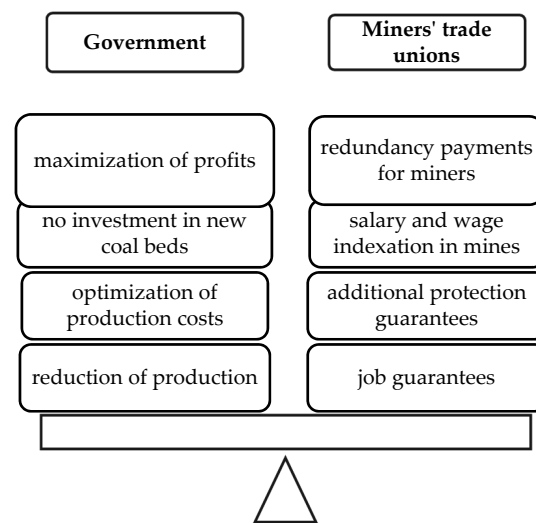 Government
Miners' trade
unions
maximization of profits
redundancy payments
for miners
no investment in new
coal beds
salary and wage
indexation in mines
optimization of
production costs
additional protection
guarantees
reduction of production
job guarantees